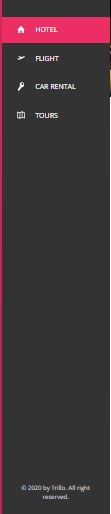 HOTEL
FLIGHT
CAR RENTAL
TOURS
© 2020 by Trillo. All right
reserved.